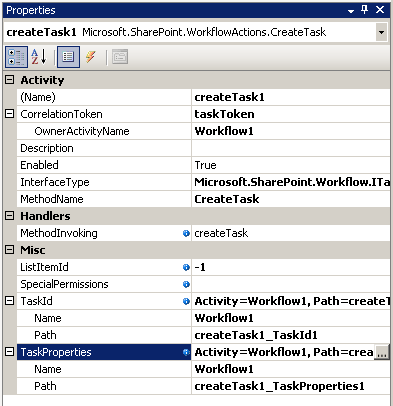 Properties
createTask1 Microsoft.SharePoint.WorkflowActions.CreateTask
Activity
(Name) createTask1
CorrelationToken taskToken
OwnerActivityName Workflow1
Description
Enabled True
InterfaceType Microsoft.SharePoint.Workflow.ITa
MethodName CreateTask
Handlers
MethodInvoking createTask
Misc
ListItemId -1
SpecialPermissions
TaskId Activity=Workflow1, Path=createT
Name Workflow1
Path createTask1_TaskId1
TaskProperties Activity=Workflow1, Path=crea ...
Name Workflow1
Path createTask1_TaskProperties1